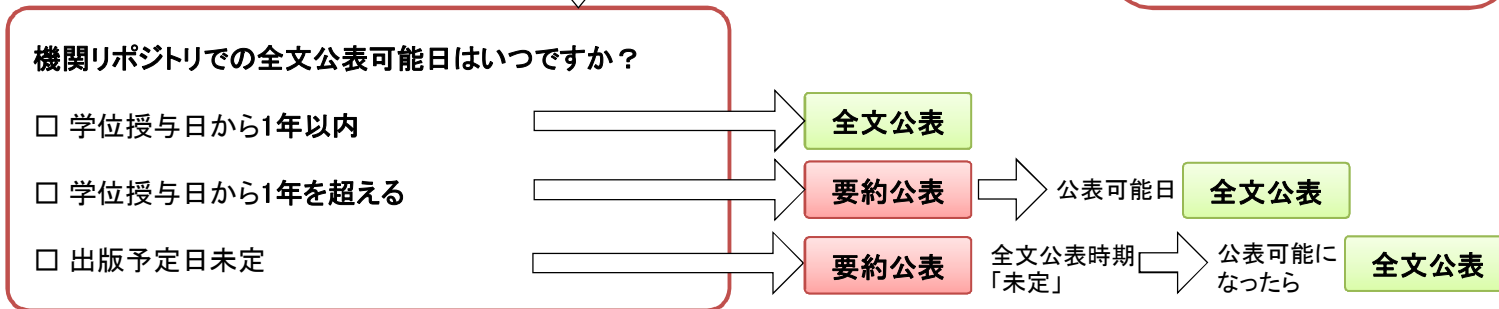 機関リポジトリでの全文公表可能日はいつですか？
□ 学位授与日から1年以内
全文公表
□ 学位授与日から1年を超える
要約公表
公表可能日
全文公表
□ 出版予定日未定
要約公表
全文公表時期
「未定」
公表可能に
なったら
全文公表